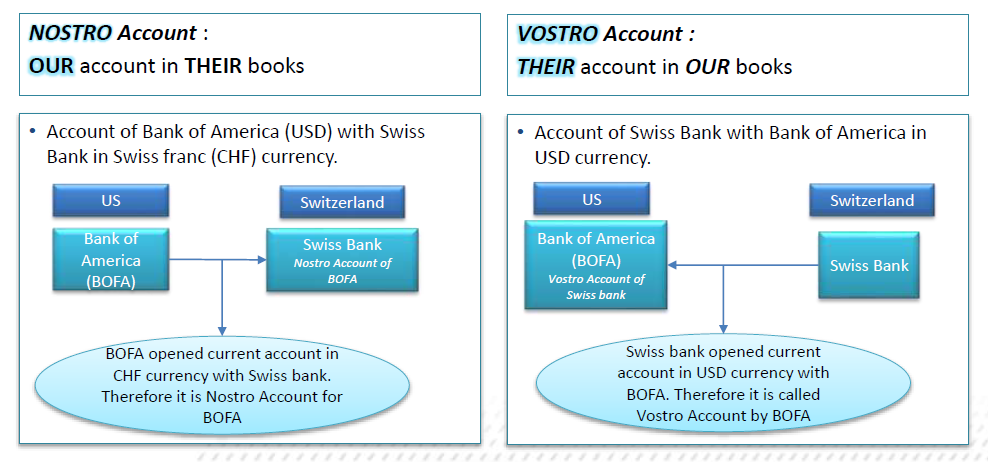 NOSTRO Account :
OUR account in THEIR books
• Account of Bank of America (USD) with Swiss
Bank in Swiss franc (CHF) currency.
US
Switzerland
Bank of
America
(BOFA)
Swiss Bank
Nostro Account of
BOFA
BOFA opened current account in
CHF currency with Swiss bank.
Therefore it is Nostro Account for
BOFA
VOSTRO Account :
THEIR account in OUR books
• Account of Swiss Bank with Bank of America in
USD currency.
US
Switzerland
Bank of America
(BOFA)
Vostro Account of
Swiss bank
Swiss Bank
Swiss bank opened current
account in USD currency with
BOFA. Therefore it is called
Vostro Account by BOFA